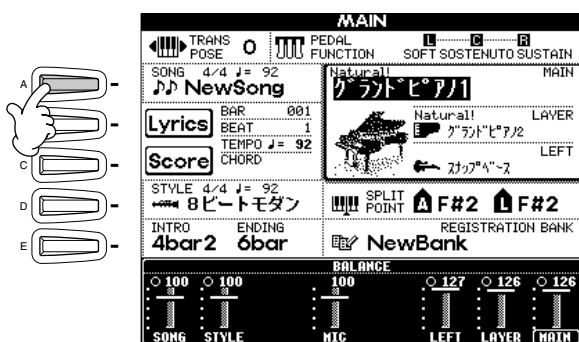 MAIN
TRANS POSE 0
PEDAL FUNCTION
L C R
SOFT SOSTENUTO SUSTAIN
A
SONG 4/4 ♩= 92
NewSong
Natural! MAIN
グランドピアノ1
Lyrics
BAR 001
BEAT 1
TEMPO ♩= 92
Natural! LAYER
グランドピアノ2
C
Score
CHORD
LEFT
スナップベース
D
STYLE 4/4 ♩= 92
8ビートモダン
SPLIT POINT A F#2 L F#2
E
INTRO ENDING
4bar2 6bar
REGISTRATION BANK
NewBank
BALANCE
100 100 100 127 126 126
SONG STYLE MIC LEFT LAYER MAIN